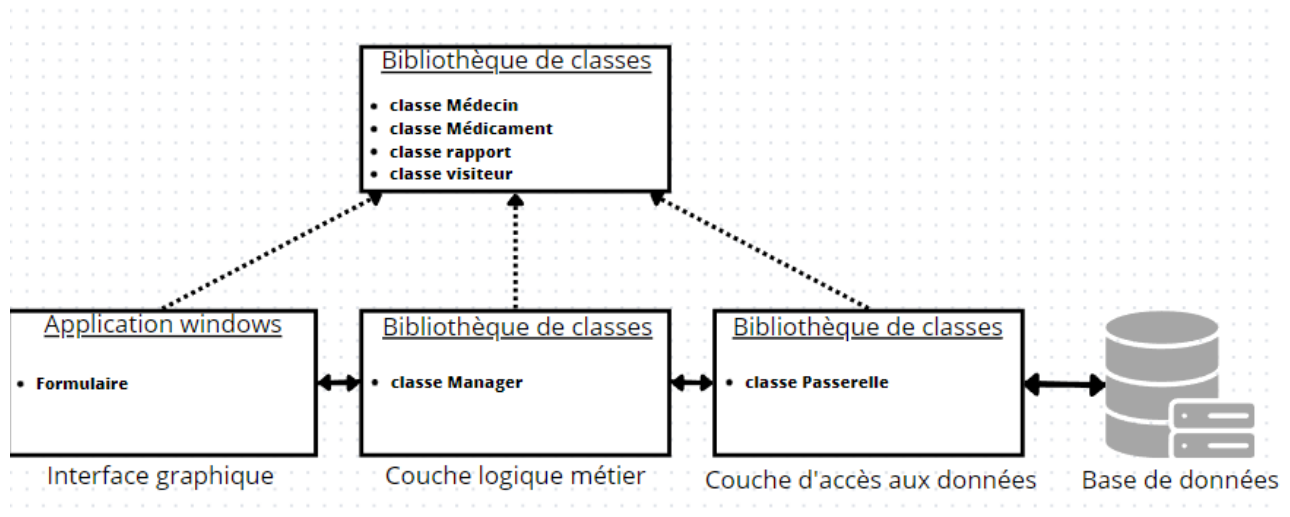 Bibliothèque de classes
• classe Médecin
• classe Médicament
• classe rapport
• classe visiteur
Application windows
• Formulaire
Interface graphique
Bibliothèque de classes
• classe Manager
Couche logique métier
Bibliothèque de classes
• classe Passerelle
Couche d'accès aux données
Base de données